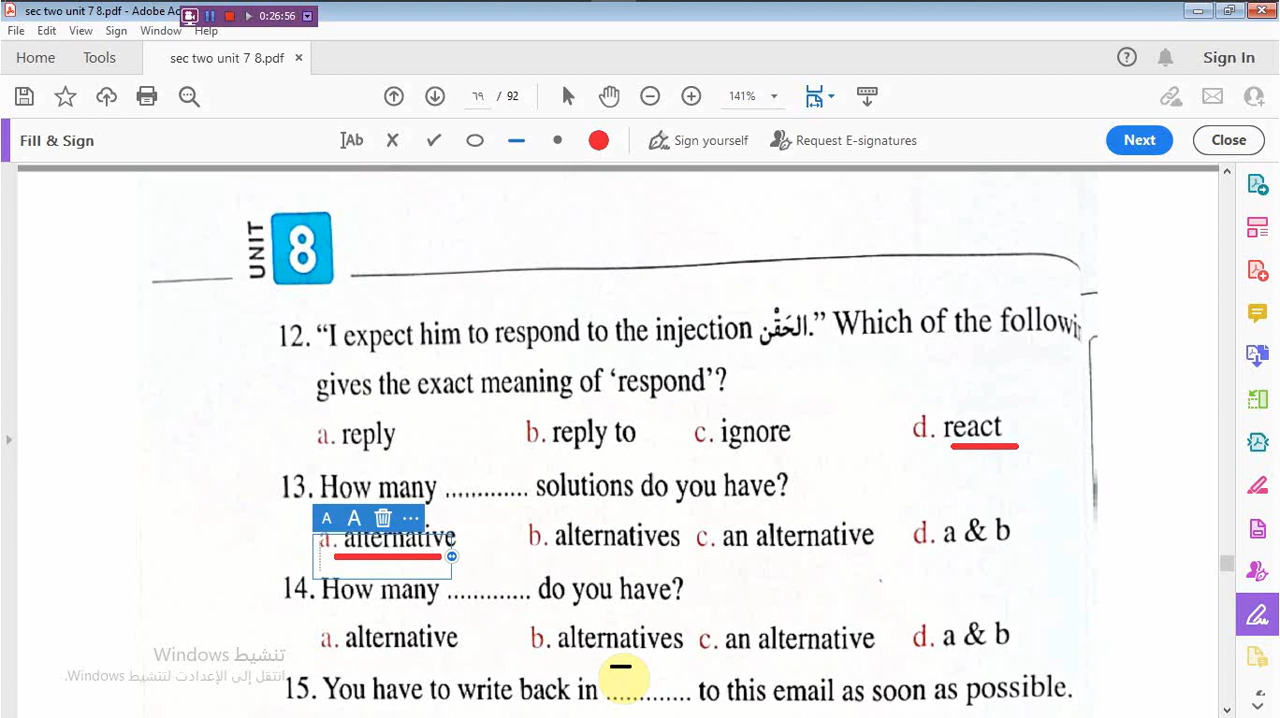 sec two unit 7 8.pdf - Adobe Ac
0:26:56
File Edit View Sign Window Help
Home Tools sec two unit 7 8.pdf Sign In
٦٩ / 92 141%
Fill & Sign Ab Sign yourself Request E-signatures Next Close
UNIT 8
12. “I expect him to respond to the injection الحَقْن.” Which of the
gives the exact meaning of ‘respond’?
a. reply b. reply to c. ignore d. react
13. How many ............. solutions do you have?
A A
a. alternative b. alternatives c. an alternative d. a & b
14. How many ............. do you have?
a. alternative b. alternatives c. an alternative d. a & b
تنشيط Windows
انتقل إلى الإعدادت لتنشيط Windows.
15. You have to write back in ............. to this email as soon as possible.